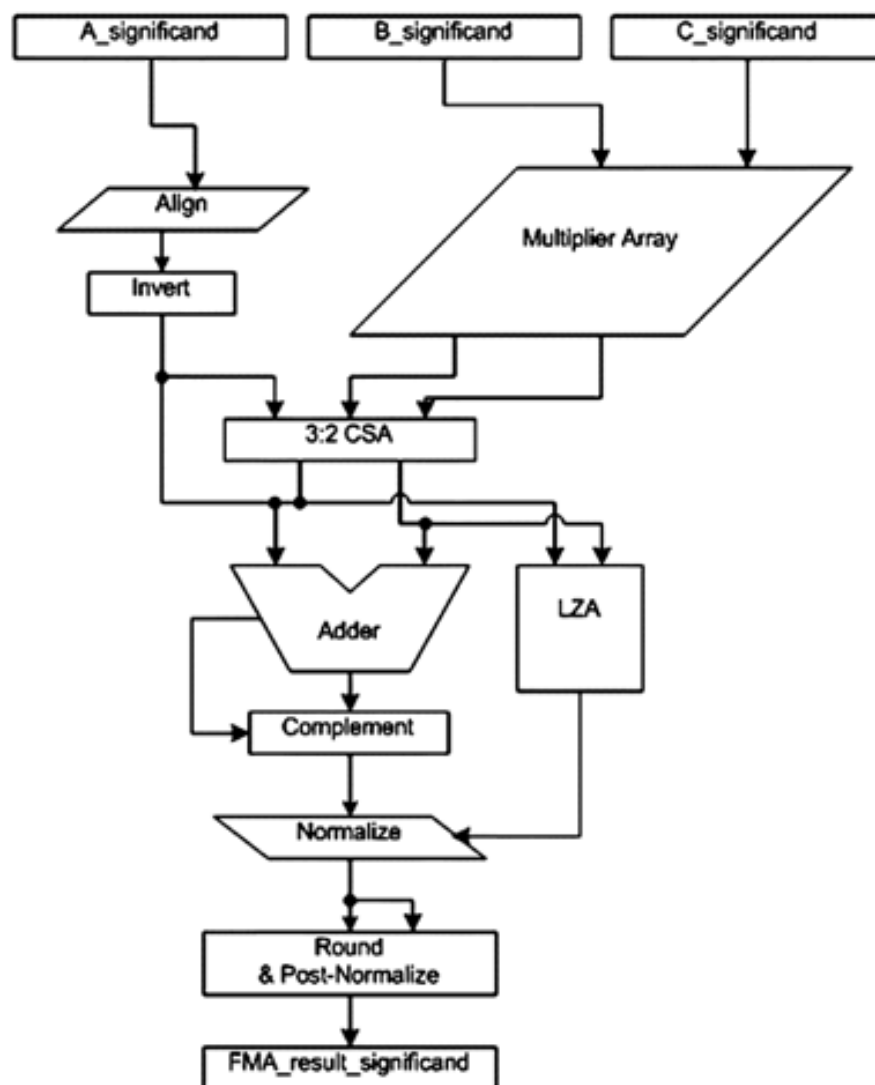 A_significand
B_significand
C_significand
Align
Multiplier Array
Invert
3:2 CSA
Adder
LZA
Complement
Normalize
Round
& Post-Normalize
FMA_result_significand